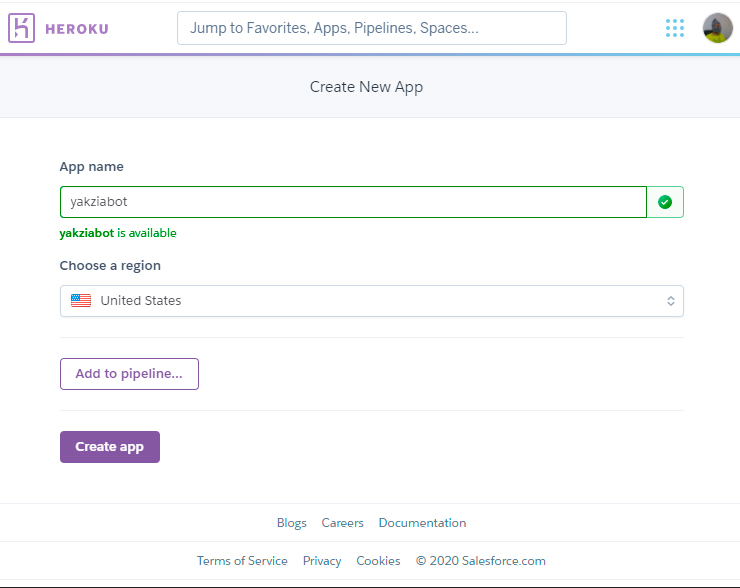 HEROKU
Jump to Favorites, Apps, Pipelines, Spaces...
Create New App
App name
yakziabot
yakziabot is available
Choose a region
United States
Add to pipeline...
Create app
Blogs Careers Documentation
Terms of Service Privacy Cookies © 2020 Salesforce.com